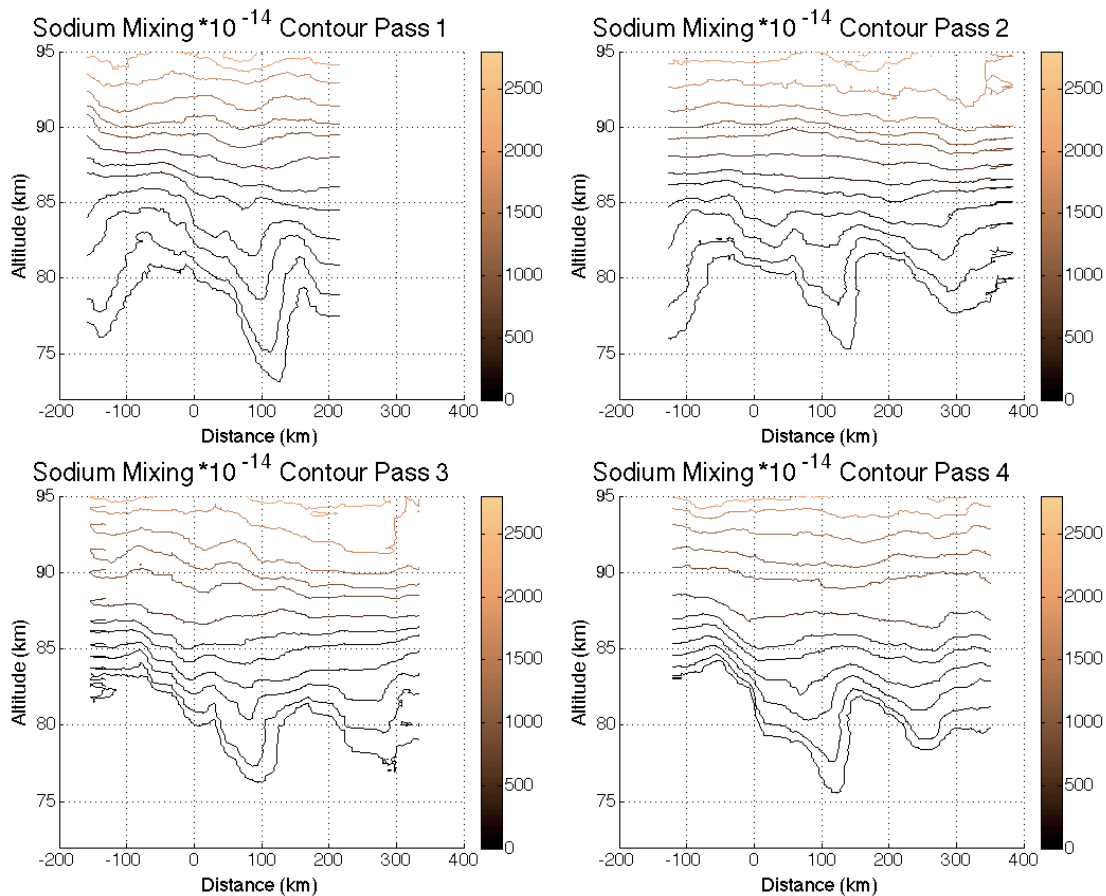 Sodium Mixing *10 -14 Contour Pass 1
95
90
85
80
75
Altitude (km)
-200 -100 0 100 200 300 400
Distance (km)
2500
2000
1500
1000
500
0
Sodium Mixing *10 -14 Contour Pass 2
95
90
85
80
75
Altitude (km)
-200 -100 0 100 200 300 400
Distance (km)
2500
2000
1500
1000
500
0
Sodium Mixing *10 -14 Contour Pass 3
95
90
85
80
75
Altitude (km)
-200 -100 0 100 200 300 400
Distance (km)
2500
2000
1500
1000
500
0
Sodium Mixing *10 -14 Contour Pass 4
95
90
85
80
75
Altitude (km)
-200 -100 0 100 200 300 400
Distance (km)
2500
2000
1500
1000
500
0